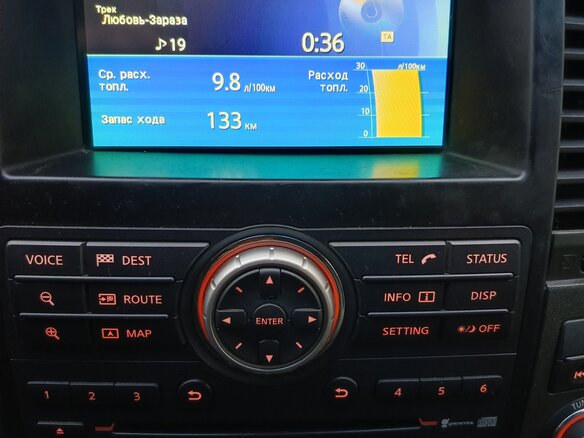 Трек
Любовь-Зараза
19
0:36
TA
Ср. расх. топл.
9.8 л/100км
Расход топл.
л/100км
30
20
10
0
Запас хода
133 км
VOICE
DEST
TEL
STATUS
ROUTE
INFO
DISP
ENTER
MAP
SETTING
OFF
1 2 3
4 5 6
TUN